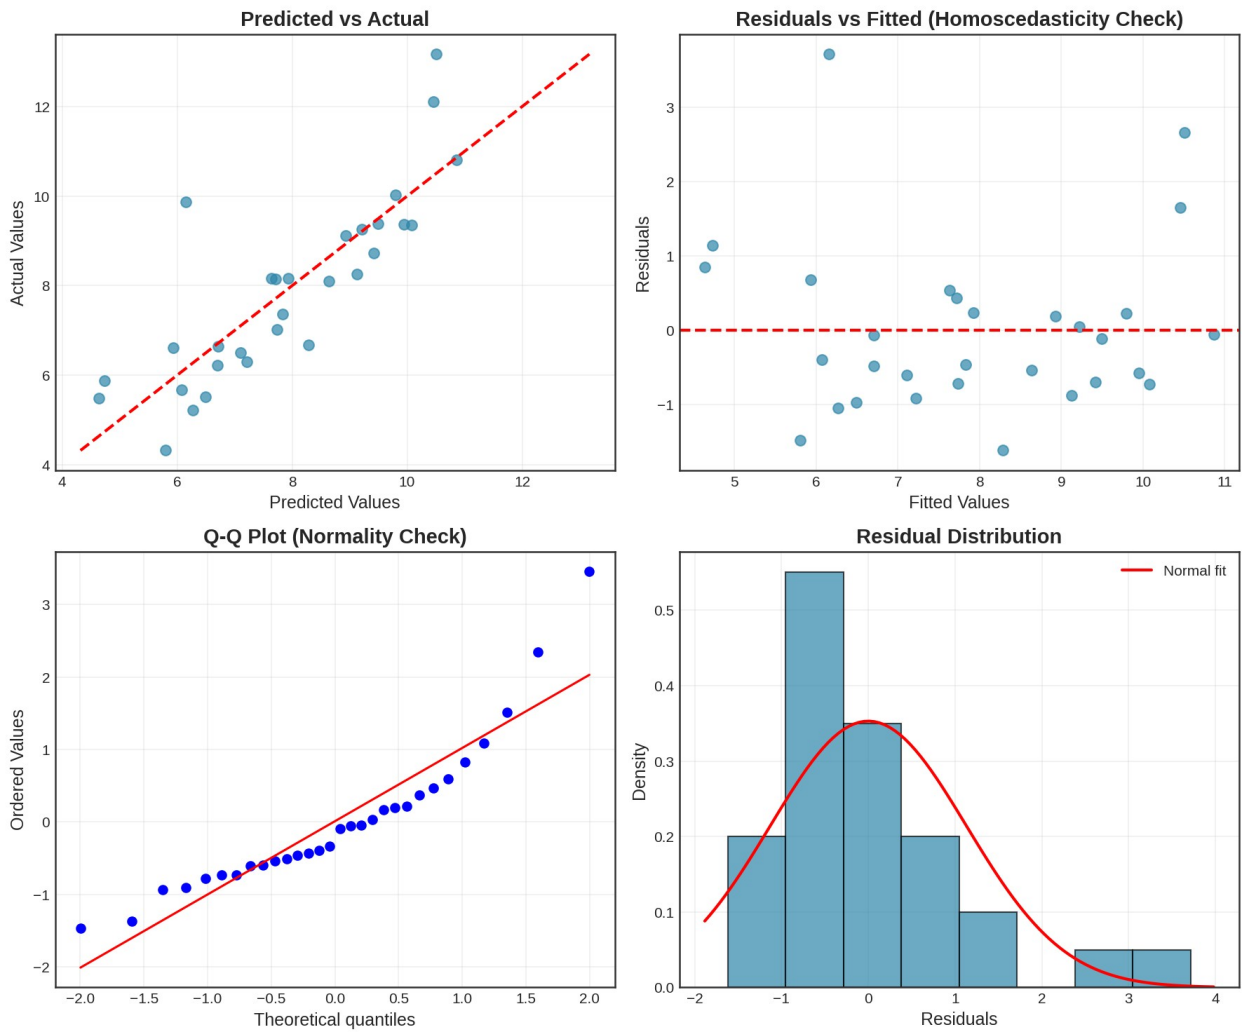 Predicted vs Actual
Actual Values
12
10
8
6
4
4 6 8 10 12
Predicted Values
Residuals vs Fitted (Homoscedasticity Check)
Residuals
3
2
1
0
−1
5 6 7 8 9 10 11
Fitted Values
Q-Q Plot (Normality Check)
Ordered Values
3
2
1
0
−1
−2
−2.0 −1.5 −1.0 −0.5 0.0 0.5 1.0 1.5 2.0
Theoretical quantiles
Residual Distribution
Normal fit
Density
0.5
0.4
0.3
0.2
0.1
0.0
−2 −1 0 1 2 3 4
Residuals